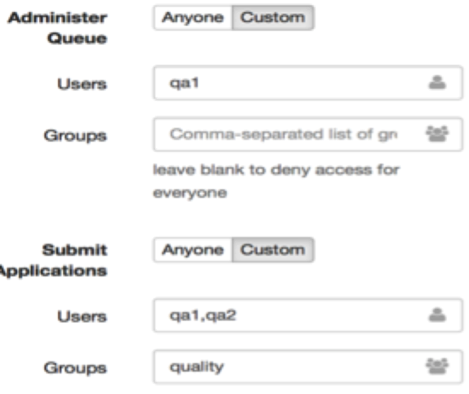 Administer Anyone Custom
Queue
Users qa1
Groups Comma-separated list of gr
leave blank to deny access for
everyone
Submit Anyone Custom
Applications
Users qa1,qa2
Groups quality